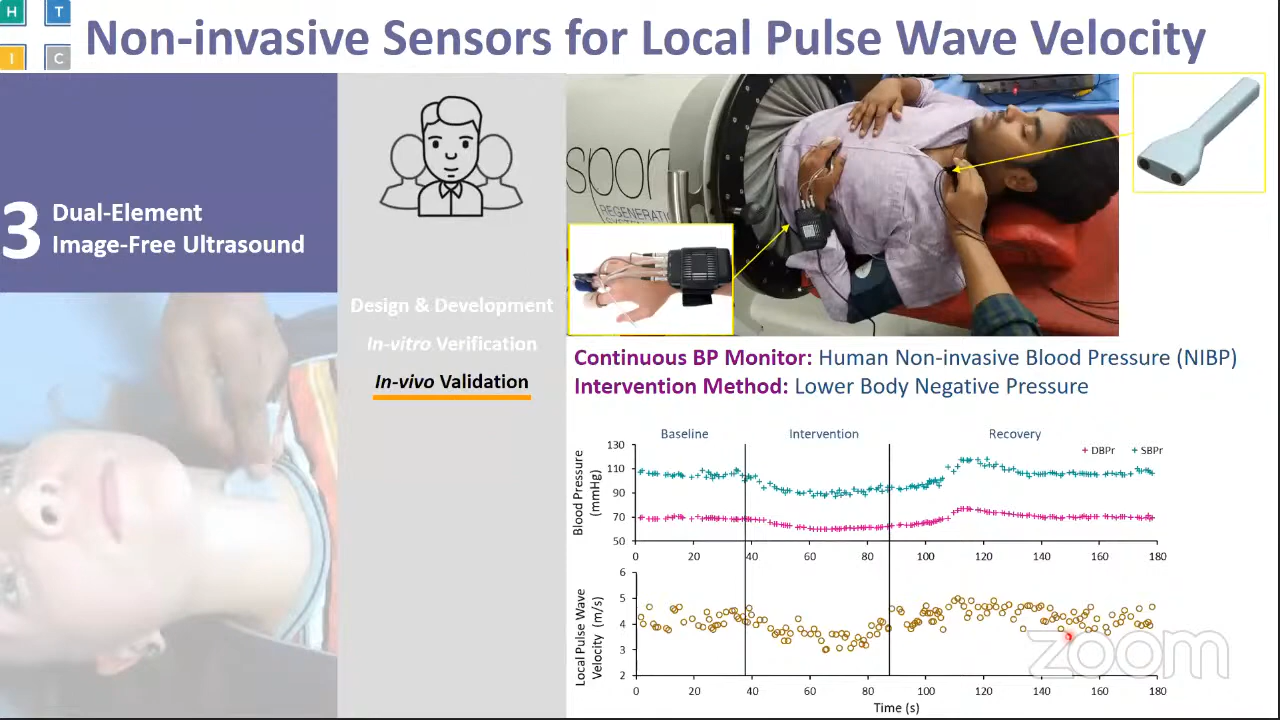 H T
I C
Non-invasive Sensors for Local Pulse Wave Velocity
3
Dual-Element
Image-Free Ultrasound
Design & Development
In-vitro Verification
In-vivo Validation
spon
REGENERATI
Continuous BP Monitor: Human Non-invasive Blood Pressure (NIBP)
Intervention Method: Lower Body Negative Pressure
Baseline Intervention Recovery
DBPr SBPr
Blood Pressure
(mmHg)
130
110
90
70
50
0 20 40 60 80 100 120 140 160 180
Local Pulse Wave
Velocity (m/s)
6
5
4
3
2
0 20 40 60 80 100 120 140 160 180
Time (s)
zoom